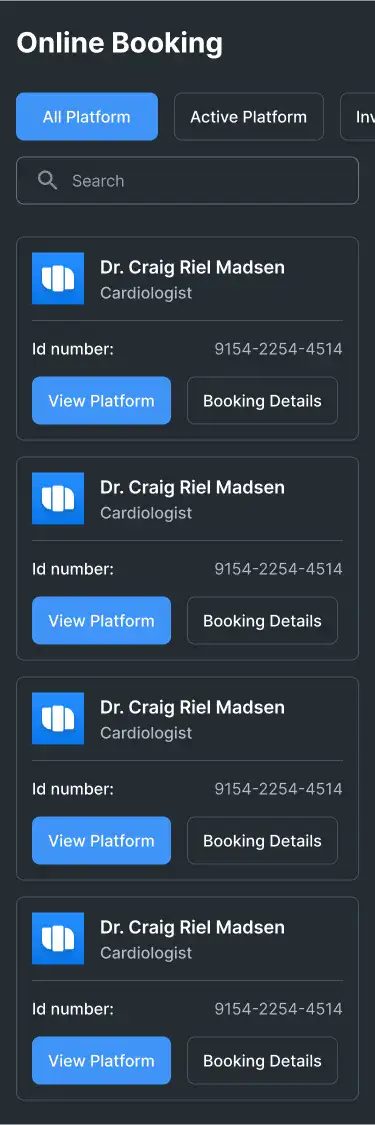 Online Booking
All Platform Active Platform Inv
Search
Dr. Craig Riel Madsen
Cardiologist
Id number: 9154-2254-4514
View Platform Booking Details
Dr. Craig Riel Madsen
Cardiologist
Id number: 9154-2254-4514
View Platform Booking Details
Dr. Craig Riel Madsen
Cardiologist
Id number: 9154-2254-4514
View Platform Booking Details
Dr. Craig Riel Madsen
Cardiologist
Id number: 9154-2254-4514
View Platform Booking Details